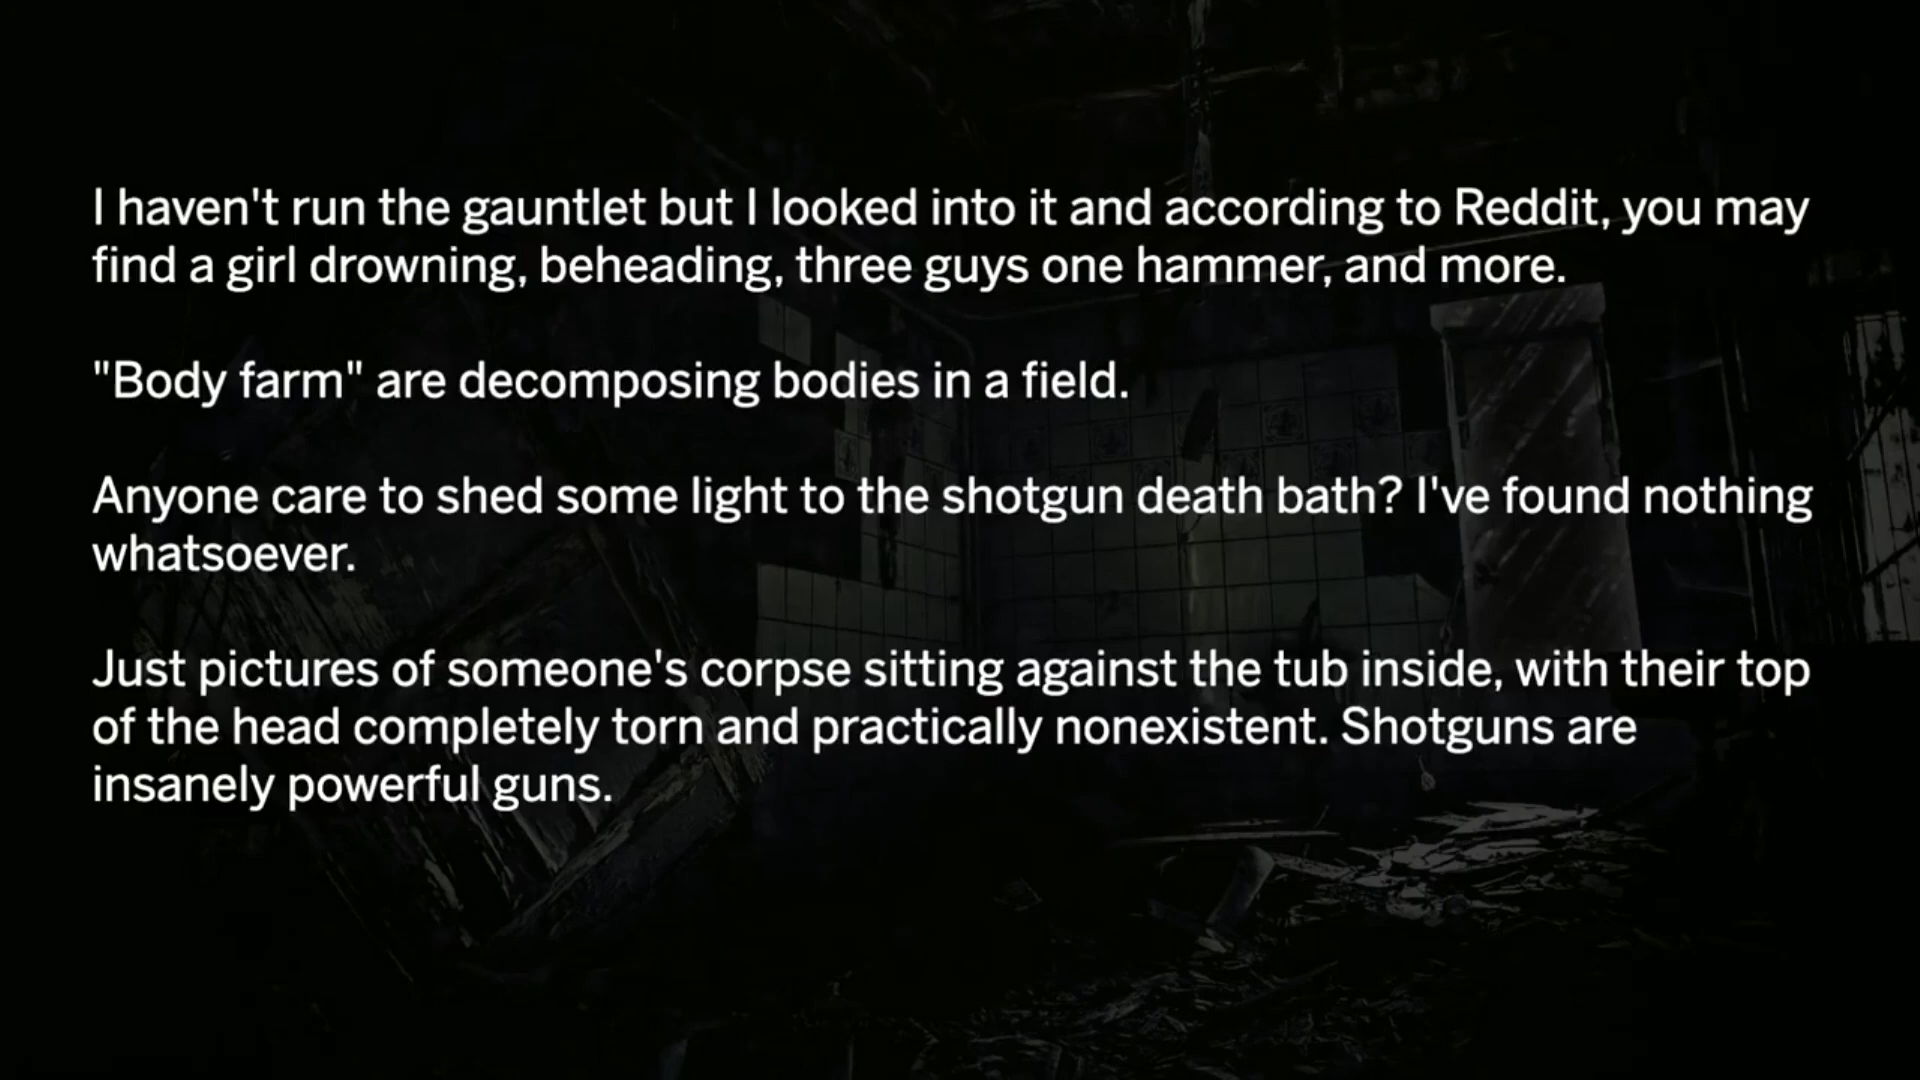 I haven't run the gauntlet but I looked into it and according to Reddit, you may
find a girl drowning, beheading, three guys one hammer, and more.
"Body farm" are decomposing bodies in a field.
Anyone care to shed some light to the shotgun death bath? I've found nothing
whatsoever.
Just pictures of someone's corpse sitting against the tub inside, with their top
of the head completely torn and practically nonexistent. Shotguns are
insanely powerful guns.